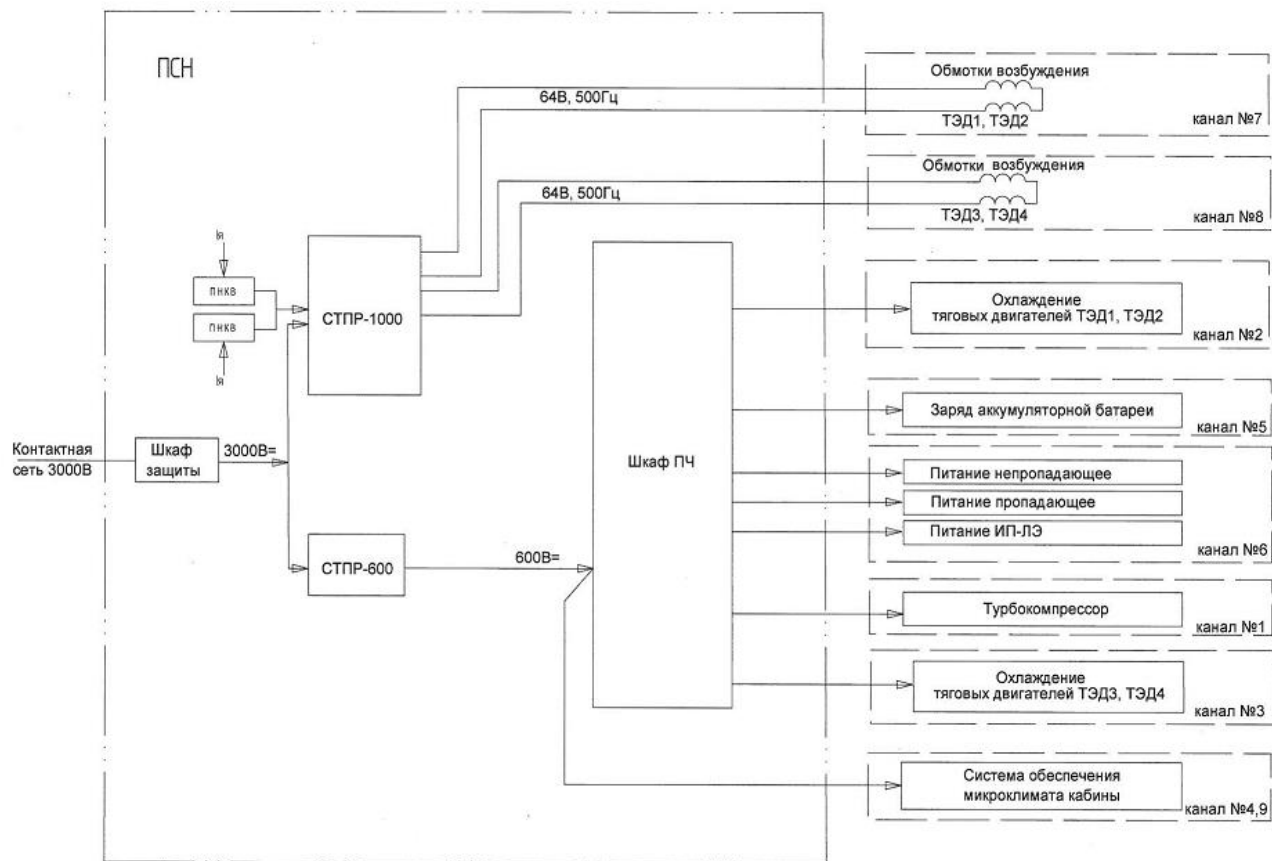 ПСН
Обмотки возбуждения
64В, 500Гц
ТЭД1, ТЭД2
канал №7
Обмотки возбуждения
64В, 500Гц
ТЭД3, ТЭД4
канал №8
Iя
пнкв
пнкв
Iя
СТПР-1000
Охлаждение
тяговых двигателей ТЭД1, ТЭД2
канал №2
Заряд аккумуляторной батареи
канал №5
Контактная
сеть 3000В
Шкаф
защиты
3000В=
Шкаф ПЧ
Питание непропадающее
Питание пропадающее
Питание ИП-ЛЭ
канал №6
СТПР-600
600В=
Турбокомпрессор
канал №1
Охлаждение
тяговых двигателей ТЭД3, ТЭД4
канал №3
Система обеспечения
микроклимата кабины
канал №4,9